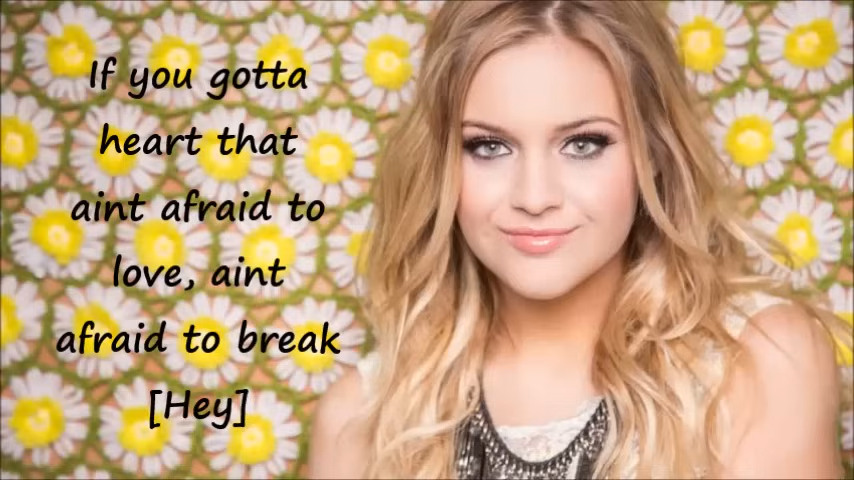 If you gotta
heart that
aint afraid to
love, aint
afraid to break
[Hey]